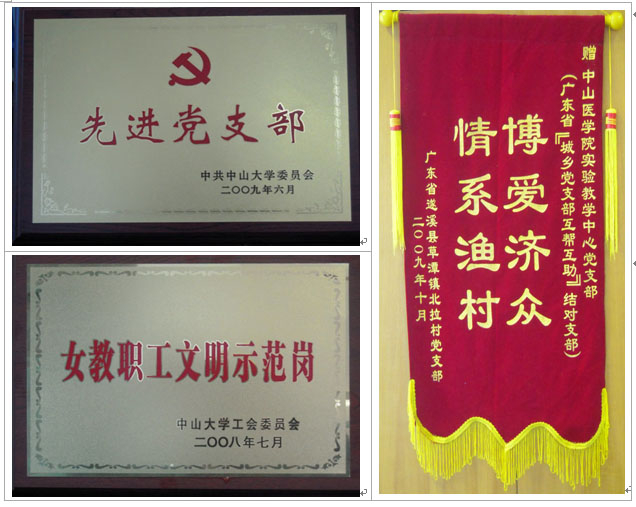 先进党支部
中共中山大学委员会
二〇〇九年六月
女教职工文明示范岗
中山大学工会委员会
二〇〇八年七月
赠 中山医学院实验教学中心党支部
(广东省『城乡党支部互帮互助』结对支部)
博爱济众
情系渔村
广东省遂溪县草潭镇北拉村党支部
二〇〇九年十月